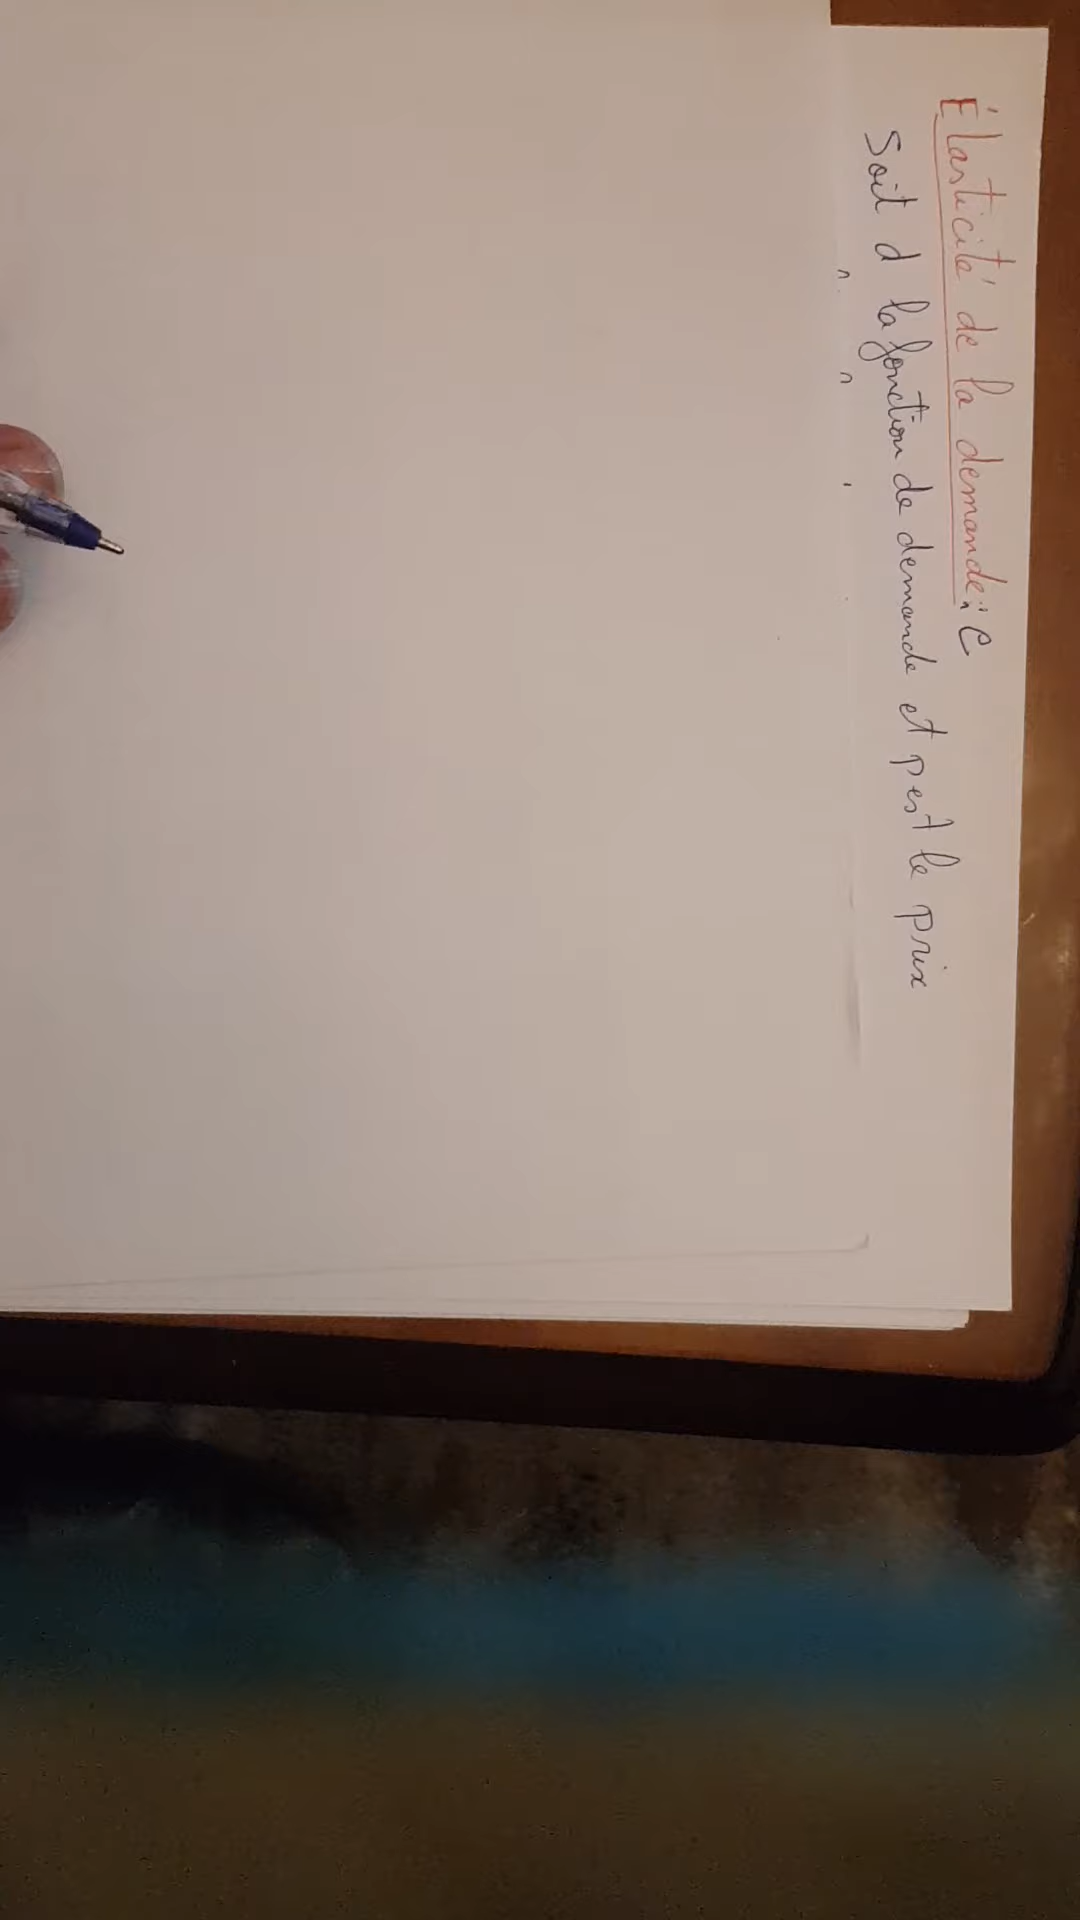 Élasticité de la demande: C
Soit d la fonction de demande et p est le prix